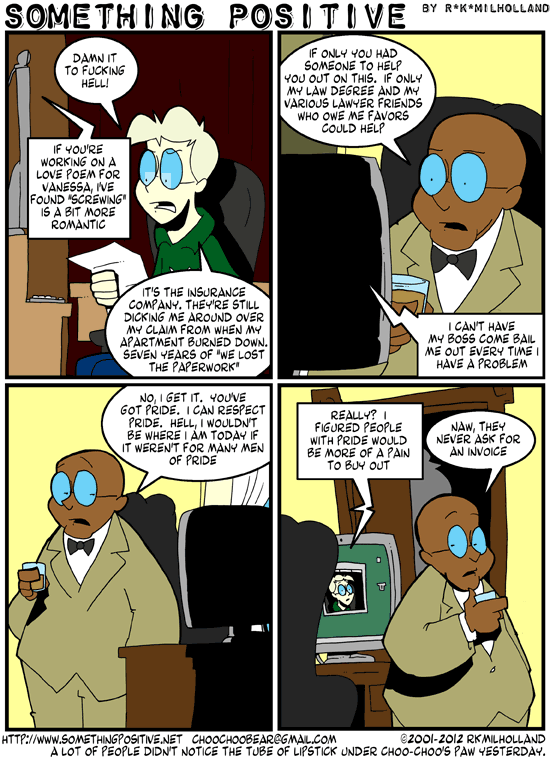 SOMETHING POSITIVE BY R*K*MILHOLLAND
DAMN IT
TO FUCKING
HELL!
IF YOU'RE
WORKING ON A
LOVE POEM FOR
VANESSA, I'VE
FOUND "SCREWING"
IS A BIT MORE
ROMANTIC
IT'S THE INSURANCE
COMPANY. THEY'RE STILL
DICKING ME AROUND OVER
MY CLAIM FROM WHEN MY
APARTMENT BURNED DOWN.
SEVEN YEARS OF "WE LOST
THE PAPERWORK"
IF ONLY YOU HAD
SOMEONE TO HELP
YOU OUT ON THIS. IF ONLY
MY LAW DEGREE AND MY
VARIOUS LAWYER FRIENDS
WHO OWE ME FAVORS
COULD HELP
I CAN'T HAVE
MY BOSS COME BAIL
ME OUT EVERY TIME I
HAVE A PROBLEM
NO, I GET IT. YOU'VE
GOT PRIDE. I CAN RESPECT
PRIDE. HELL, I WOULDN'T
BE WHERE I AM TODAY IF
IT WEREN'T FOR MANY MEN
OF PRIDE
REALLY? I
FIGURED PEOPLE
WITH PRIDE WOULD
BE MORE OF A PAIN
TO BUY OUT
NAW, THEY
NEVER ASK FOR
AN INVOICE
HTTP://WWW.SOMETHINGPOSITIVE.NET CHOOCHOOBEAR@GMAIL.COM ©2001-2012 RKMILHOLLAND
A LOT OF PEOPLE DIDN'T NOTICE THE TUBE OF LIPSTICK UNDER CHOO-CHOO'S PAW YESTERDAY.